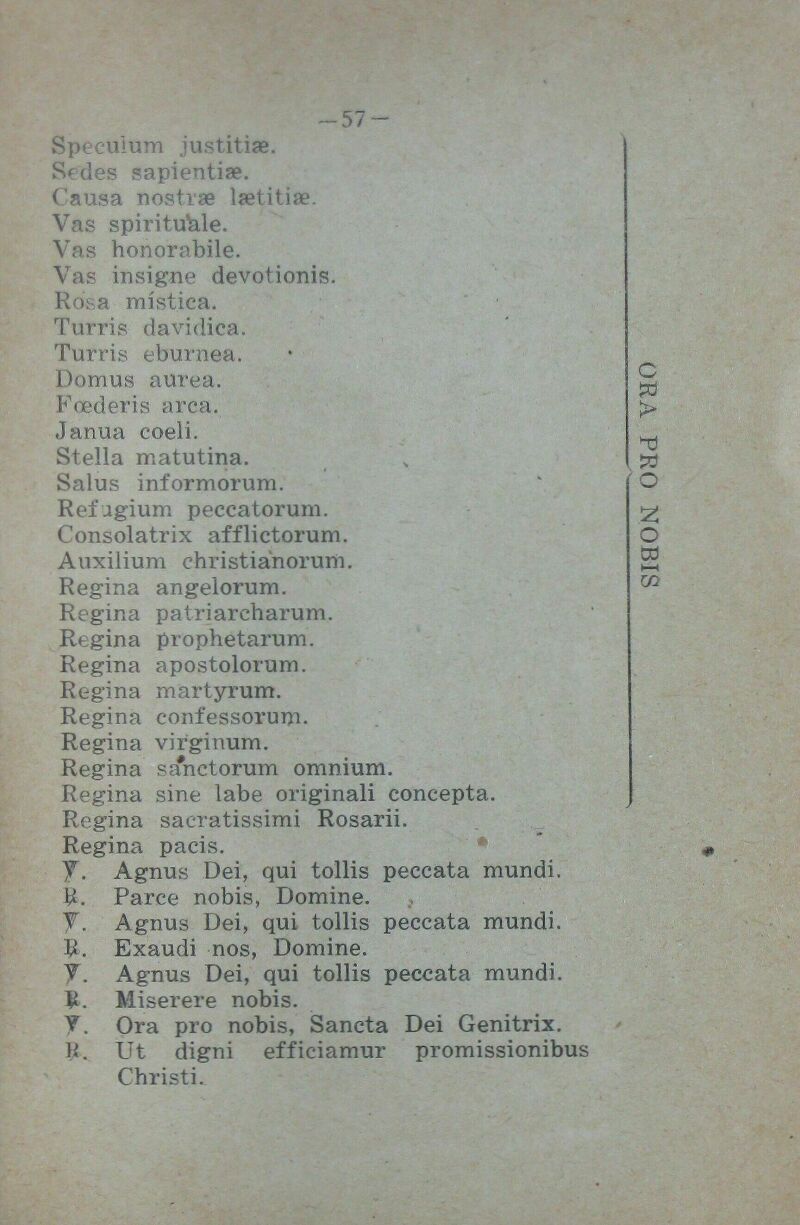 —57—
Speculum justitiæ.
Sedes sapientiæ.
Causa nostræ lætitiæ.
Vas spirituale.
Vas honorabile.
Vas insigne devotionis.
Rosa mística.
Turris davidica.
Turris eburnea.
Domus aurea.
Fœderis arca.
Janua coeli.
Stella matutina.
Salus informorum.
Refugium peccatorum.
Consolatrix afflictorum.
Auxilium christianorum.
Regina angelorum.
Regina patriarcharum.
Regina prophetarum.
Regina apostolorum.
Regina martyrum.
Regina confessorum.
Regina virginum.
Regina sanctorum omnium.
Regina sine labe originali concepta.
Regina sacratissimi Rosarii.
Regina pacis.
℣. Agnus Dei, qui tollis peccata mundi.
℟. Parce nobis, Domine.
℣. Agnus Dei, qui tollis peccata mundi.
℟. Exaudi nos, Domine.
℣. Agnus Dei, qui tollis peccata mundi.
℟. Miserere nobis.
℣. Ora pro nobis, Sancta Dei Genitrix.
℟. Ut digni efficiamur promissionibus
Christi.
ORA PRO NOBIS